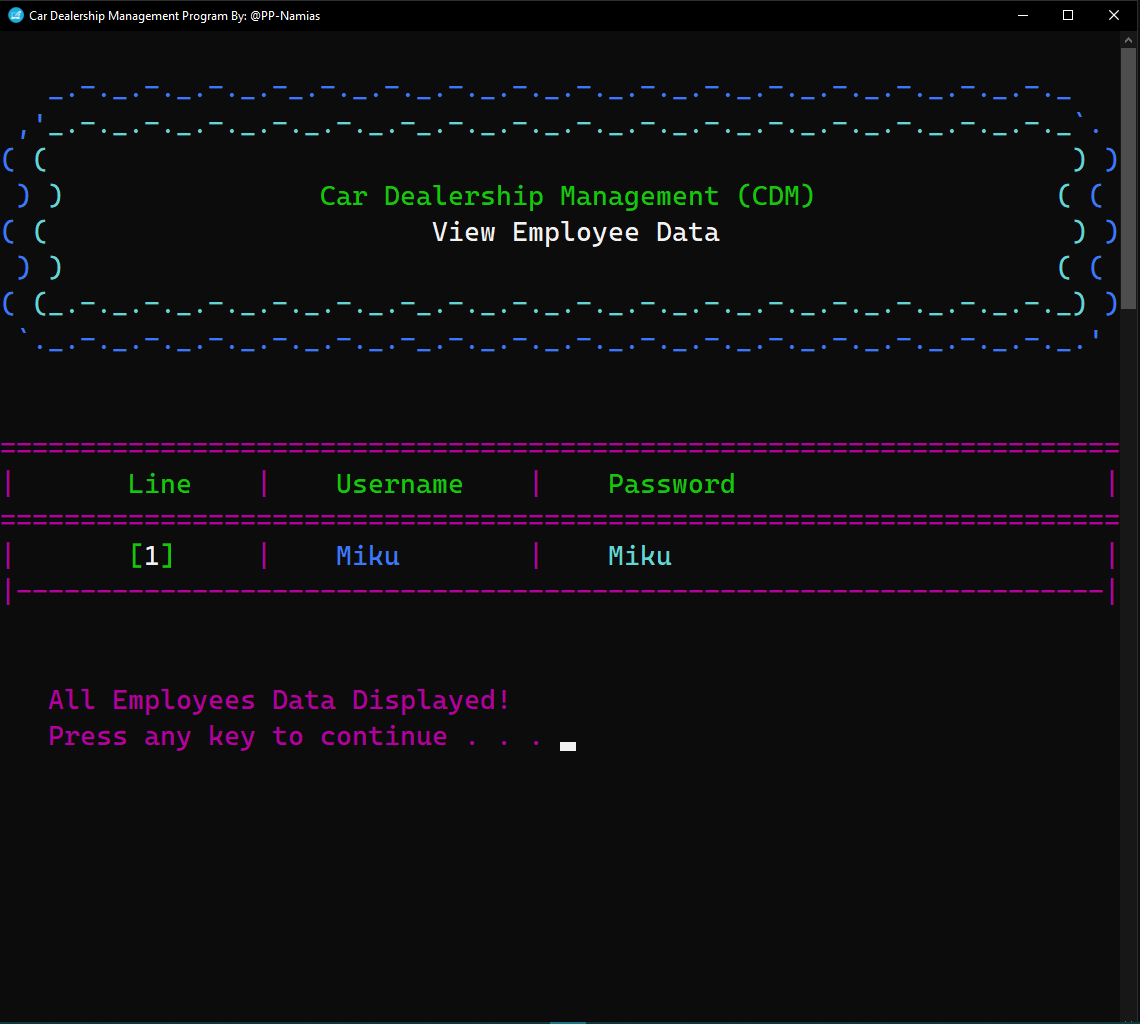 Car Dealership Management Program By: @PP-Namias
Car Dealership Management (CDM)
View Employee Data
| Line | Username | Password |
| [1] | Miku | Miku |
All Employees Data Displayed!
Press any key to continue . . .